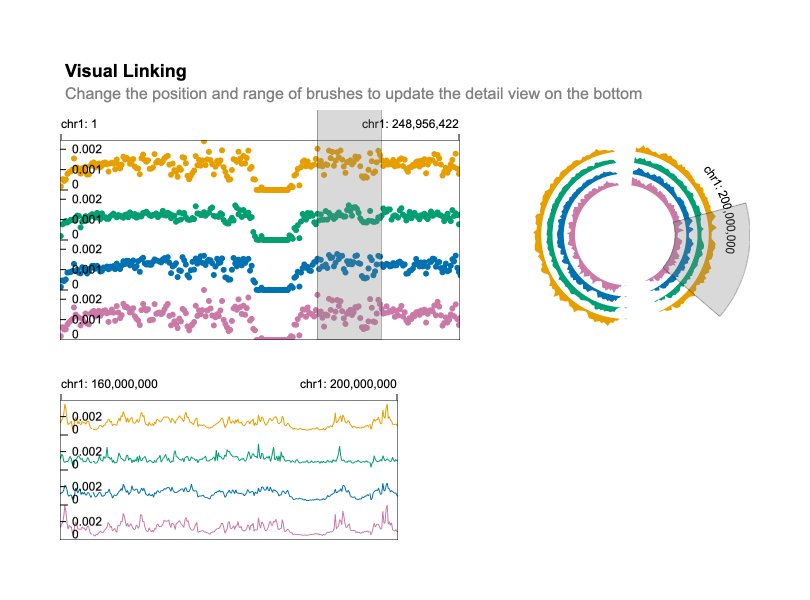 Visual Linking
Change the position and range of brushes to update the detail view on the bottom
chr1: 1
chr1: 248,956,422
0.002
0.001
0
0.002
0.001
0
0.002
0.001
0
0.002
0.001
0
chr1: 200,000,000
chr1: 160,000,000
chr1: 200,000,000
0.002
0
0.002
0
0.002
0
0.002
0